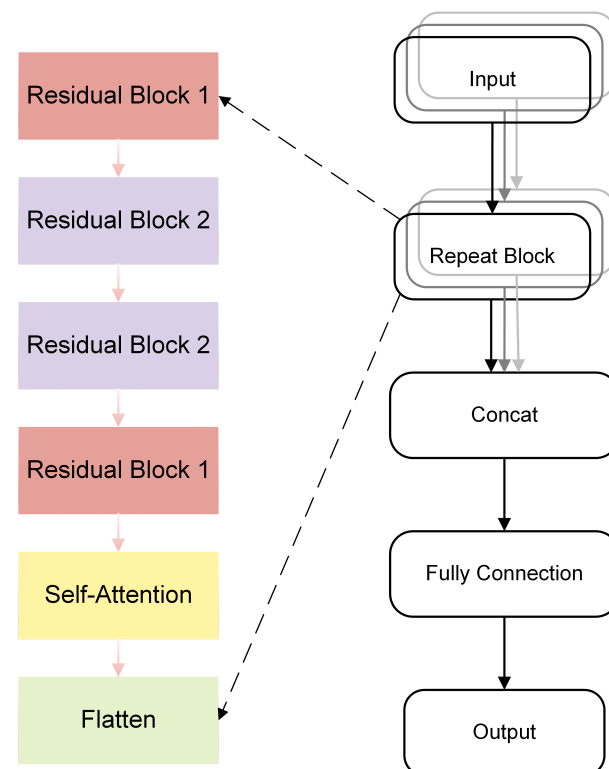 Residual Block 1
Residual Block 2
Residual Block 2
Residual Block 1
Self-Attention
Flatten
Input
Repeat Block
Concat
Fully Connection
Output